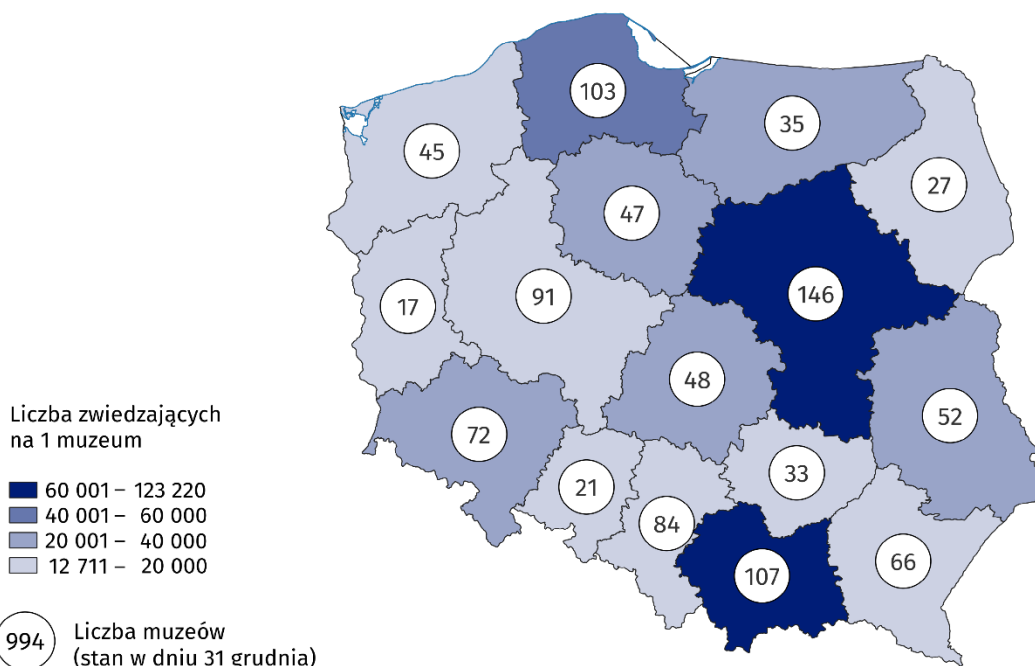 103
35
45
27
47
146
91
17
48
52
72
33
21
84
66
107
Liczba zwiedzających
na 1 muzeum
60 001 – 123 220
40 001 – 60 000
20 001 – 40 000
12 711 – 20 000
994
Liczba muzeów
(stan w dniu 31 grudnia)